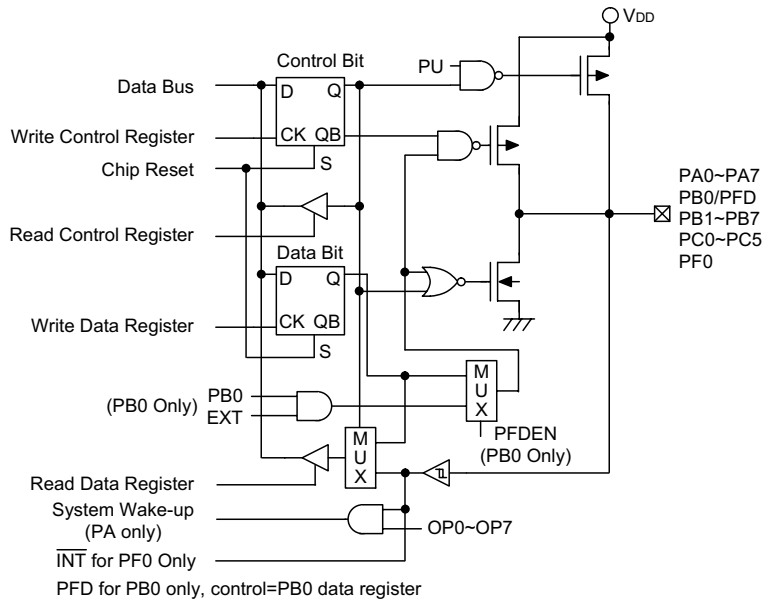 VDD
Control Bit
PU
Data Bus
D Q
Write Control Register
CK QB
Chip Reset
S
PA0~PA7
PB0/PFD
PB1~PB7
PC0~PC5
PF0
Read Control Register
Data Bit
D Q
Write Data Register
CK QB
S
MUX
(PB0 Only)
PB0
EXT
PFDEN
(PB0 Only)
MUX
Read Data Register
System Wake-up
(PA only)
OP0~OP7
INT for PF0 Only
PFD for PB0 only, control=PB0 data register